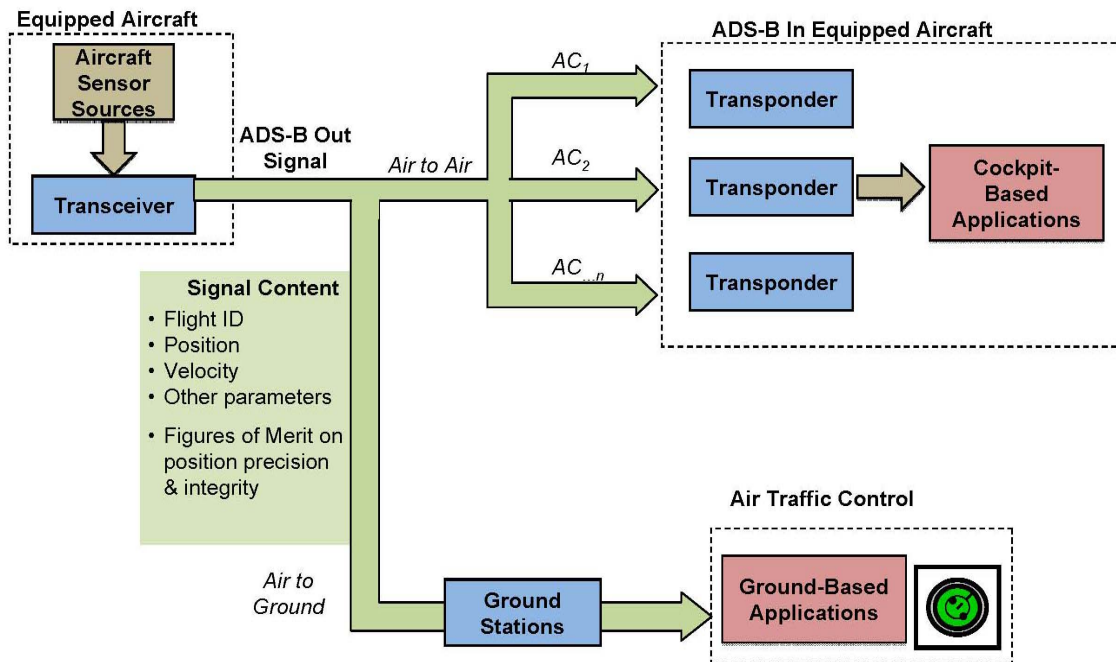 Equipped Aircraft
Aircraft
Sensor
Sources
Transceiver
ADS-B Out
Signal
Air to Air
AC1
AC2
AC...n
ADS-B In Equipped Aircraft
Transponder
Transponder
Transponder
Cockpit-
Based
Applications
Signal Content
• Flight ID
• Position
• Velocity
• Other parameters
• Figures of Merit on
position precision
& integrity
Air to
Ground
Ground
Stations
Air Traffic Control
Ground-Based
Applications